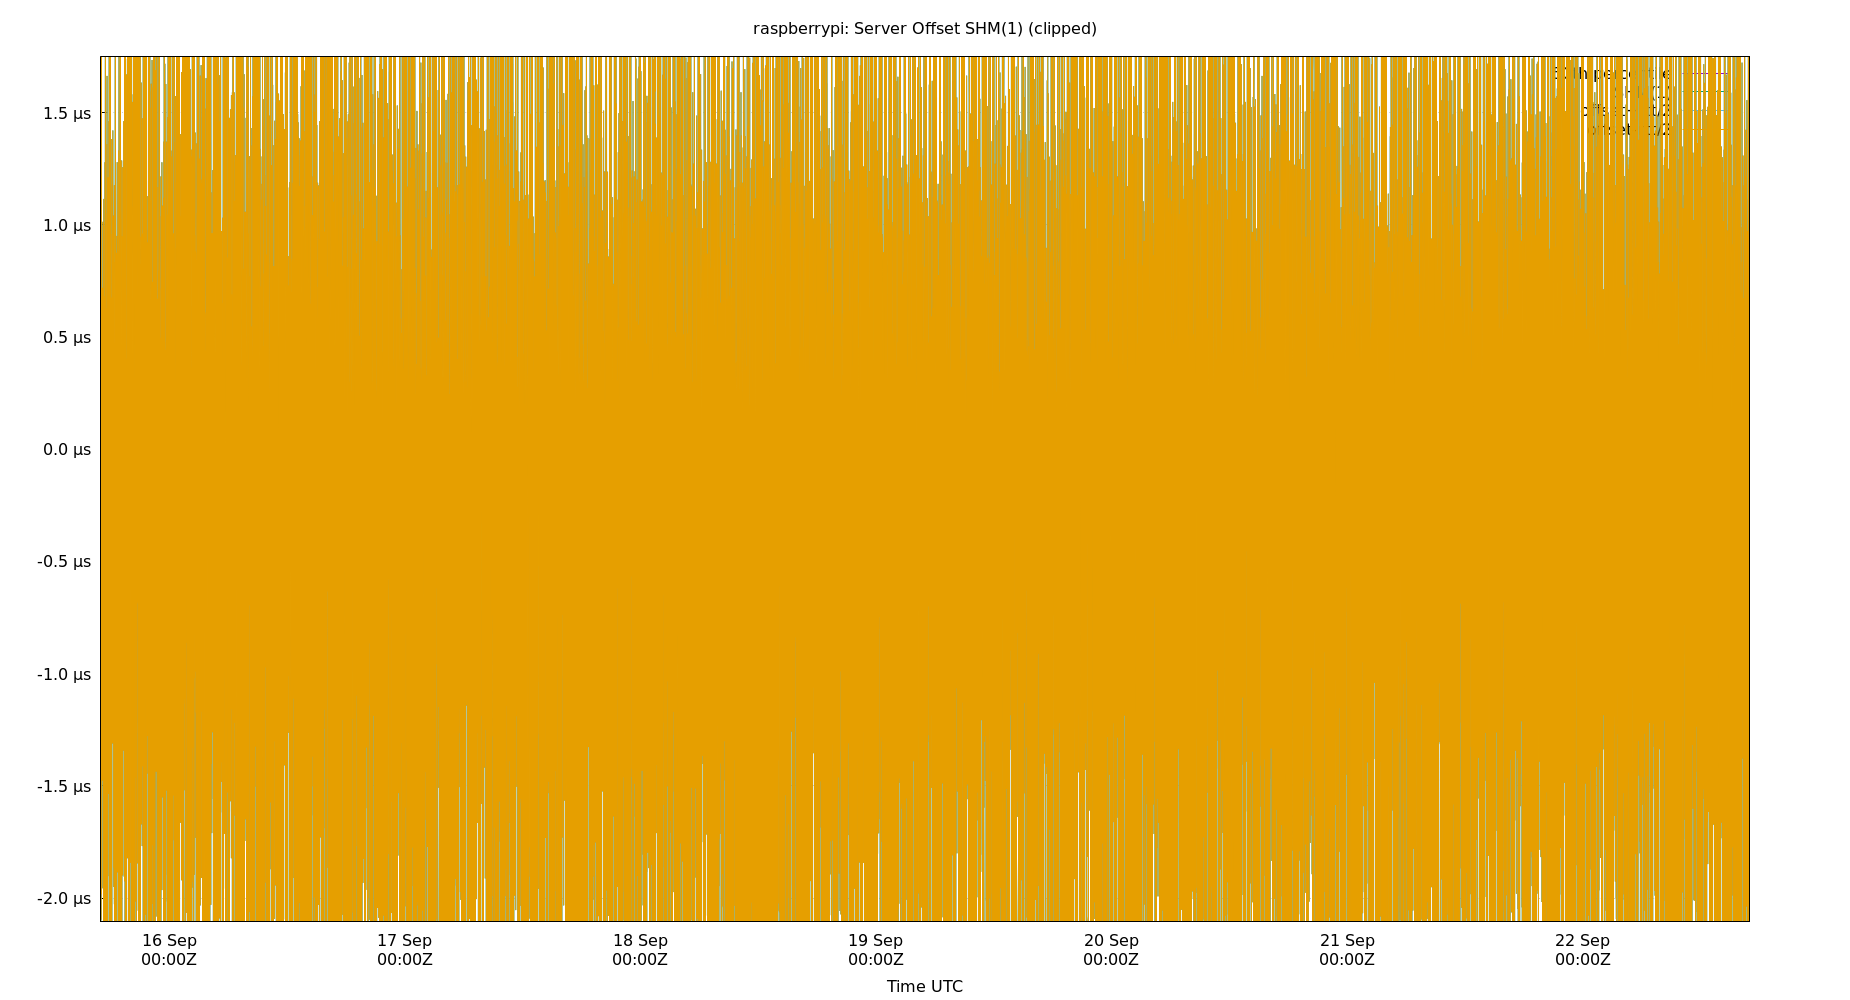 raspberrypi: Server Offset SHM(1) (clipped)
1.5 µs
1.0 µs
0.5 µs
0.0 µs
-0.5 µs
-1.0 µs
-1.5 µs
-2.0 µs
16 Sep 17 Sep 18 Sep 19 Sep 20 Sep 21 Sep 22 Sep
00:00Z 00:00Z 00:00Z 00:00Z 00:00Z 00:00Z 00:00Z
Time UTC